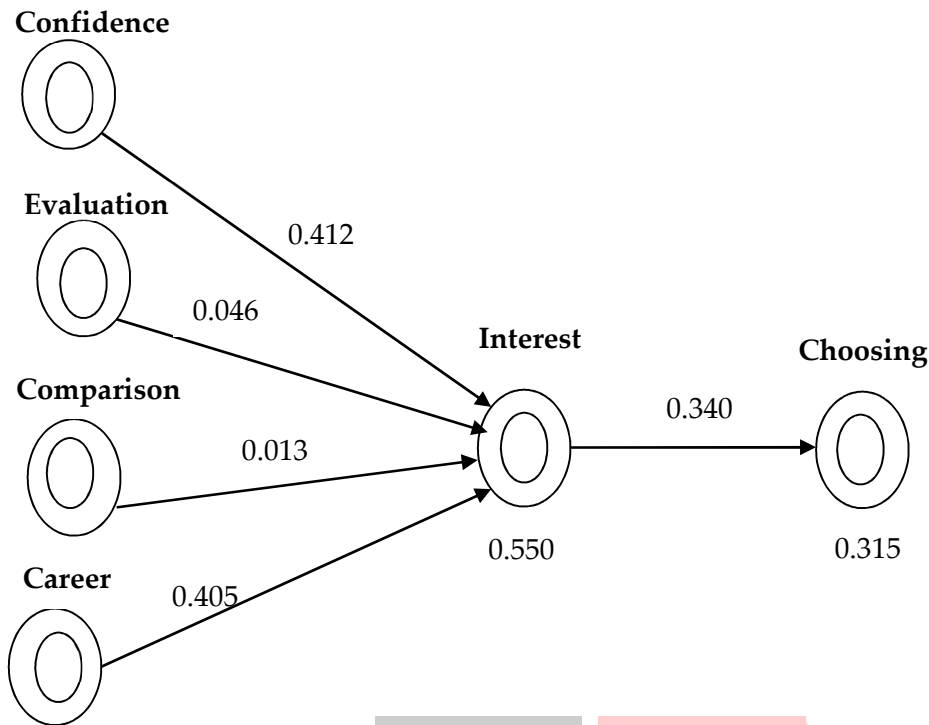 Confidence
0.412
Evaluation
0.046
Interest
Choosing
Comparison
0.340
0.013
0.550
0.315
Career
0.405